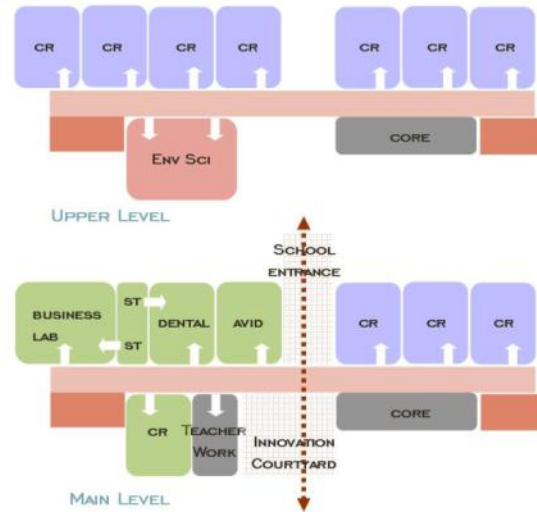 CR CR CR CR CR CR CR
ENV SCI
CORE
UPPER LEVEL
SCHOOL
ENTRANCE
BUSINESS
LAB
ST
ST
DENTAL
AVID
CR CR CR
CR
TEACHER
WORK
INNOVATION
COURTYARD
CORE
MAIN LEVEL